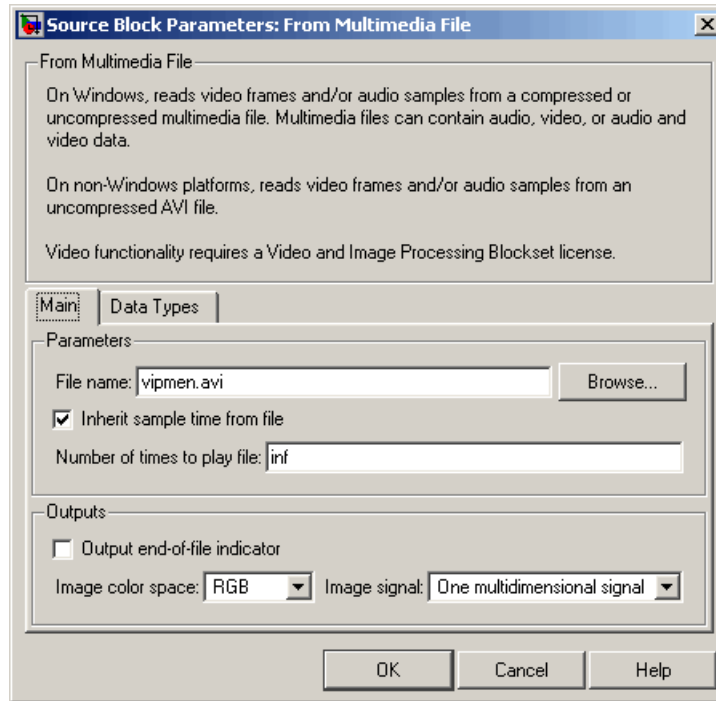 Source Block Parameters: From Multimedia File
From Multimedia File
On Windows, reads video frames and/or audio samples from a compressed or
uncompressed multimedia file. Multimedia files can contain audio, video, or audio and
video data.
On non-Windows platforms, reads video frames and/or audio samples from an
uncompressed AVI file.
Video functionality requires a Video and Image Processing Blockset license.
Main Data Types
Parameters
File name: vipmen.avi Browse...
Inherit sample time from file
Number of times to play file: inf
Outputs
Output end-of-file indicator
Image color space: RGB Image signal: One multidimensional signal
OK Cancel Help